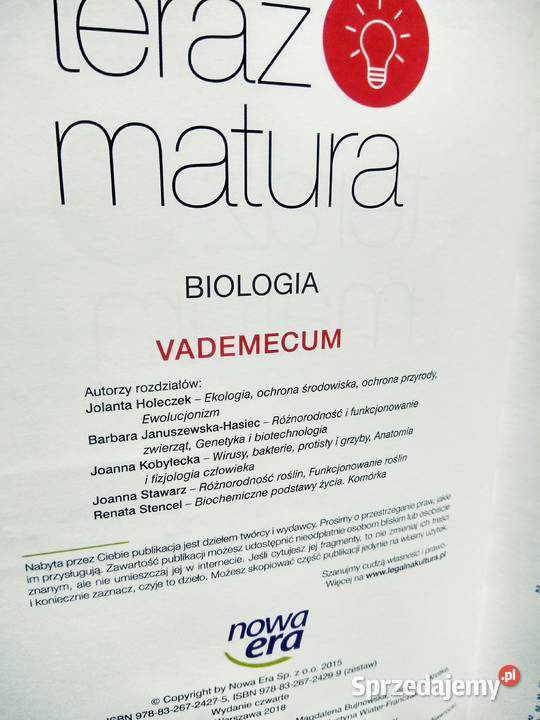 teraz
matura
BIOLOGIA
VADEMECUM
Autorzy rozdziałów:
Jolanta Holeczek – Ekologia, ochrona środowiska, ochrona przyrody,
Ewolucjonizm
Barbara Januszewska-Hasiec – Różnorodność i funkcjonowanie
zwierząt, Genetyka i biotechnologia
Joanna Kobyłecka – Wirusy, bakterie, protisty i grzyby, Anatomia
i fizjologia człowieka
Joanna Stawarz – Różnorodność roślin, Funkcjonowanie roślin
Renata Stencel – Biochemiczne podstawy życia. Komórka
Nabyta przez Ciebie publikacja jest dziełem twórcy i wydawcy. Prosimy o przestrzeganie praw, jakie
im przysługują. Zawartość publikacji możesz udostępnić nieodpłatnie osobom bliskim lub osobiście
znanym, ale nie umieszczaj jej w internecie. Jeśli cytujesz jej fragmenty, to nie zmieniaj ich treści
i koniecznie zaznacz, czyje to dzieło. Możesz skopiować część publikacji jedynie na własny użytek.
Szanujmy cudzą własność i prawo.
Więcej na www.legalnakultura.pl
nowa
era
© Copyright by Nowa Era Sp. z o.o. 2015
ISBN 978-83-267-2427-5, ISBN 978-83-267-2429-9 (zestaw)
Wydanie czwarte
Warszawa 2018
Magdalena Bujnowska
Sprzedajemy.pl